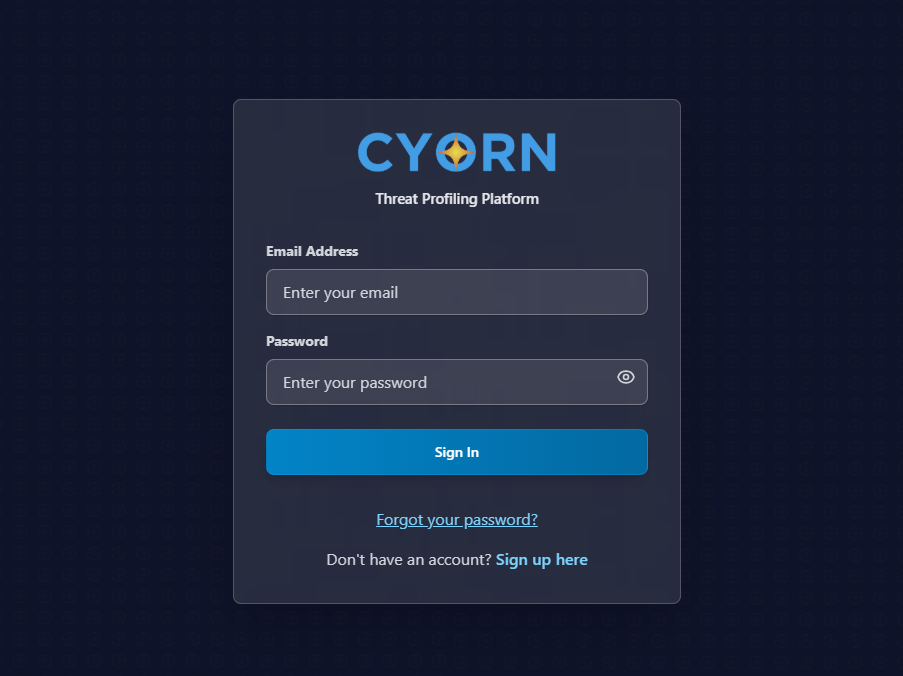 CYORN
Threat Profiling Platform
Email Address
Enter your email
Password
Enter your password
Sign In
Forgot your password?
Don't have an account? Sign up here